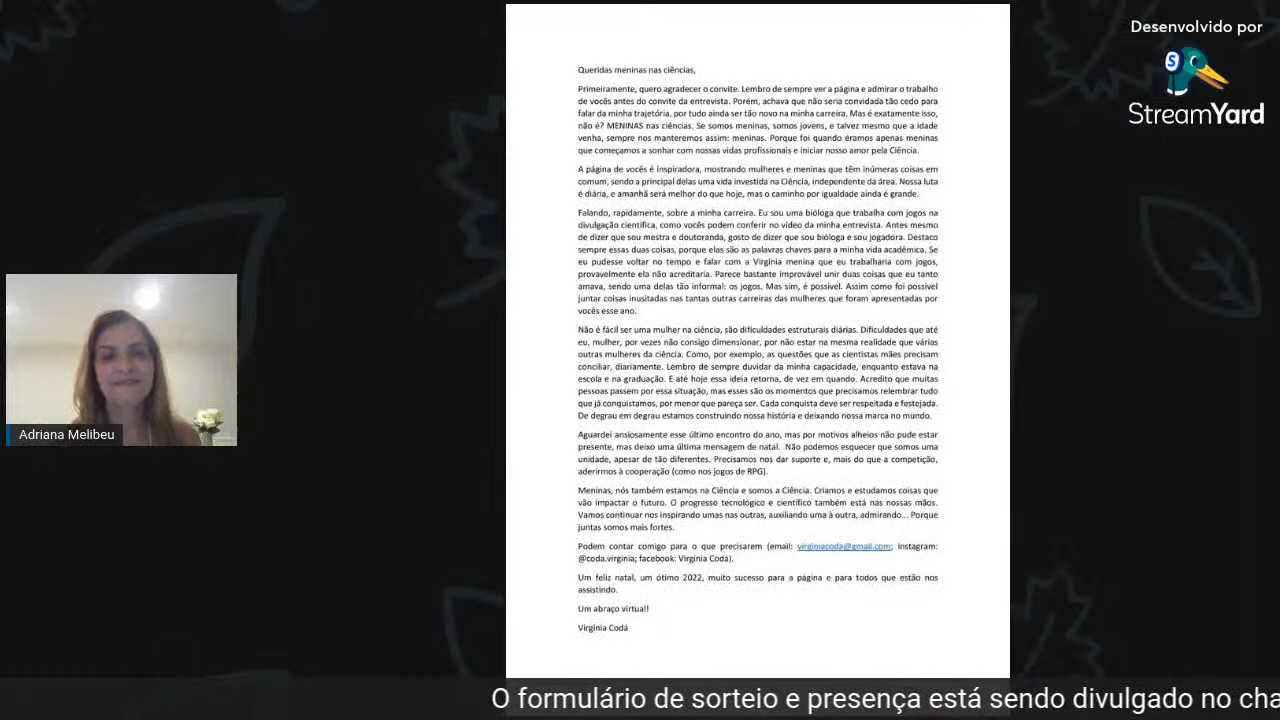 Desenvolvido por
StreamYard
Queridas meninas nas ciências,
Primeiramente, quero agradecer o convite. Lembro de sempre ver a página e admirar o trabalho
de vocês antes do convite da entrevista. Porém, achava que não seria convidada tão cedo para
falar da minha trajetória, por tudo ainda ser tão novo na minha carreira. Mas é exatamente isso,
não é? MENINAS nas ciências. Se somos meninas, somos jovens, e talvez mesmo que a idade
venha, sempre nos manteremos assim: meninas. Porque foi quando éramos apenas meninas
que começamos a sonhar com nossas vidas profissionais e iniciar nosso amor pela Ciência.
A página de vocês é inspiradora, mostrando mulheres e meninas que têm inúmeras coisas em
comum, sendo a principal delas uma vida investida na Ciência, independente da área. Nossa luta
é diária, e amanhã será melhor do que hoje, mas o caminho por igualdade ainda é grande.
Falando, rapidamente, sobre a minha carreira. Eu sou uma bióloga que trabalha com jogos na
divulgação científica, como vocês podem conferir no vídeo da minha entrevista. Antes mesmo
de dizer que sou mestra e doutoranda, gosto de dizer que sou bióloga e sou jogadora. Destaco
sempre essas duas coisas, porque elas são as palavras chaves para a minha vida acadêmica. Se
eu pudesse voltar no tempo e falar com a Virgínia menina que eu trabalharia com jogos,
provavelmente ela não acreditaria. Parece bastante improvável unir duas coisas que eu tanto
amava, sendo uma delas tão informal: os jogos. Mas sim, é possível. Assim como foi possível
juntar coisas inusitadas nas tantas outras carreiras das mulheres que foram apresentadas por
vocês esse ano.
Não é fácil ser uma mulher na ciência, são dificuldades estruturais diárias. Dificuldades que até
eu, mulher, por vezes não consigo dimensionar, por não estar na mesma realidade que várias
outras mulheres da ciência. Como, por exemplo, as questões que as cientistas mães precisam
conciliar, diariamente. Lembro de sempre duvidar da minha capacidade, enquanto estava na
escola e na graduação. E até hoje essa ideia retorna, de vez em quando. Acredito que muitas
pessoas passem por essa situação, mas esses são os momentos que precisamos relembrar tudo
que já conquistamos, por menor que pareça ser. Cada conquista deve ser respeitada e festejada.
De degrau em degrau estamos construindo nossa história e deixando nossa marca no mundo.
Aguardei ansiosamente esse último encontro do ano, mas por motivos alheios não pude estar
presente, mas deixo uma última mensagem de natal. Não podemos esquecer que somos uma
unidade, apesar de tão diferentes. Precisamos nos dar suporte e, mais do que a competição,
aderirmos à cooperação (como nos jogos de RPG).
Meninas, nós também estamos na Ciência e somos a Ciência. Criamos e estudamos coisas que
vão impactar o futuro. O progresso tecnológico e científico também está nas nossas mãos.
Vamos continuar nos inspirando umas nas outras, auxiliando uma à outra, admirando... Porque
juntas somos mais fortes.
Podem contar comigo para o que precisarem (email: virginiacoda@gmail.com; instagram:
@coda.virginia; facebook: Virgínia Codá).
Um feliz natal, um ótimo 2022, muito sucesso para a página e para todos que estão nos
assistindo.
Um abraço virtual!
Virgínia Codá
Adriana Melibeu
O formulário de sorteio e presença está sendo divulgado no cha